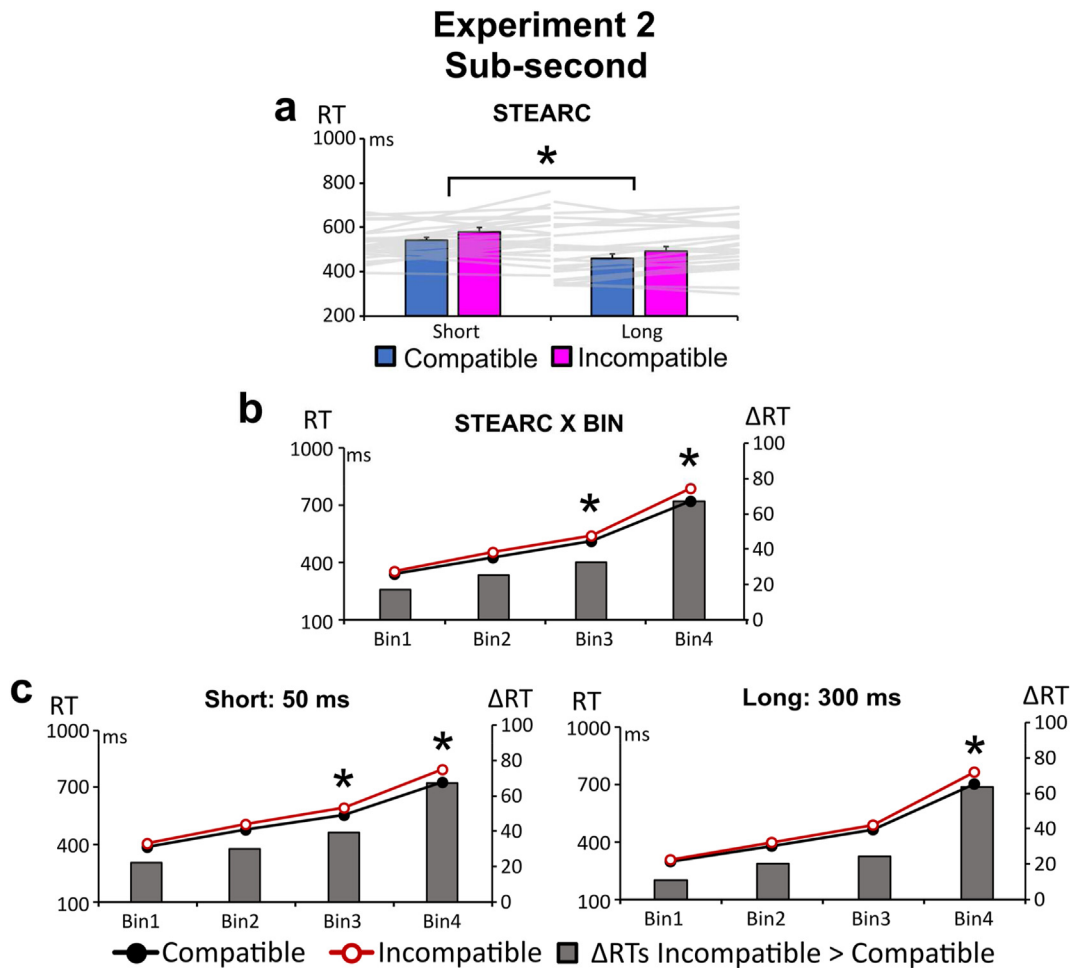 Experiment 2
Sub-second
a RT STEARC
1000 ms
800
*
600
400
200
Short Long
Compatible Incompatible
b RT STEARC X BIN ΔRT
1000 ms 100
80
* *
700 60
400 40
20
100 0
Bin1 Bin2 Bin3 Bin4
c RT Short: 50 ms ΔRT
1000 ms 100
80
* *
700 60
400 40
20
100 0
Bin1 Bin2 Bin3 Bin4
RT Long: 300 ms ΔRT
1000 ms 100
80
*
700 60
400 40
20
100 0
Bin1 Bin2 Bin3 Bin4
Compatible Incompatible ΔRTs Incompatible > Compatible